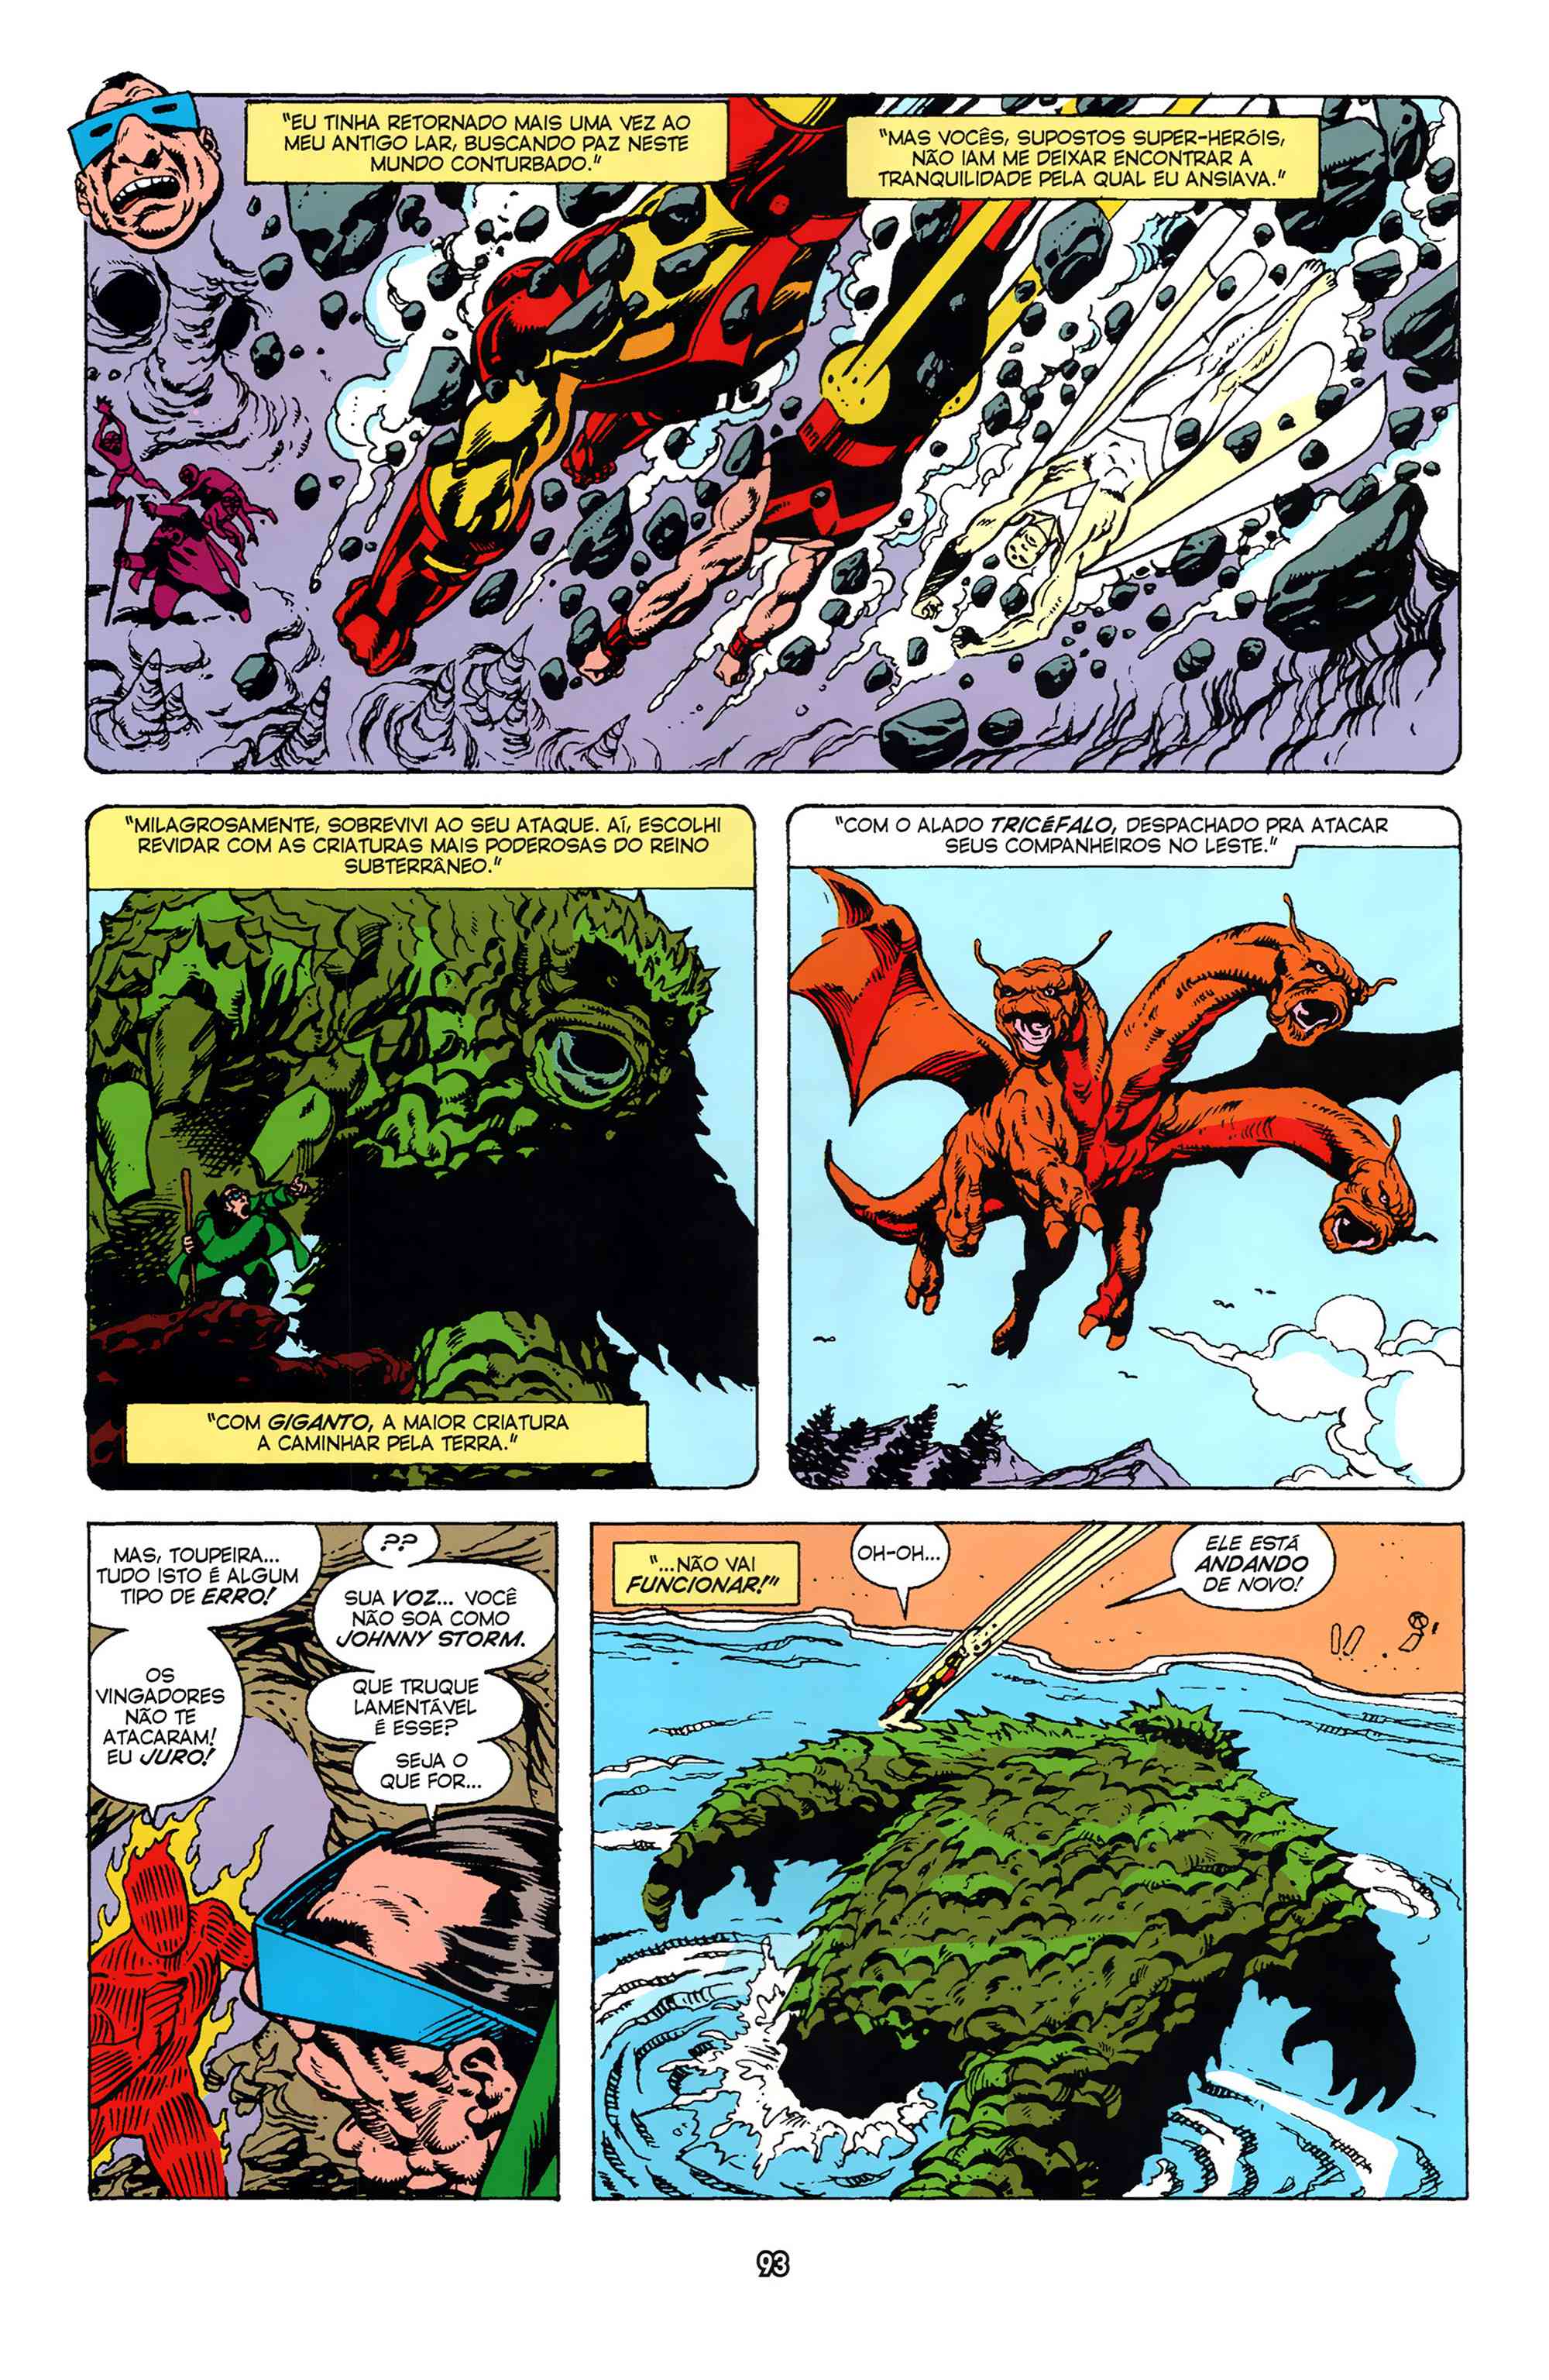 "EU TINHA RETORNADO MAIS UMA VEZ AO
MEU ANTIGO LAR, BUSCANDO PAZ NESTE
MUNDO CONTURBADO."
"MAS VOCÊS, SUPOSTOS SUPER-HERÓIS,
NÃO IAM ME DEIXAR ENCONTRAR A
TRANQUILIDADE PELA QUAL EU ANSIAVA."
"MILAGROSAMENTE, SOBREVIVI AO SEU ATAQUE. AÍ, ESCOLHI
REVIDAR COM AS CRIATURAS MAIS PODEROSAS DO REINO
SUBTERRÂNEO."
"COM GIGANTO, A MAIOR CRIATURA
A CAMINHAR PELA TERRA."
"COM O ALADO TRICÉFALO, DESPACHADO PRA ATACAR
SEUS COMPANHEIROS NO LESTE."
MAS, TOUPEIRA...
TUDO ISTO É ALGUM
TIPO DE ERRO!
OS
VINGADORES
NÃO TE
ATACARAM!
EU JURO!
??
SUA VOZ... VOCÊ
NÃO SOA COMO
JOHNNY STORM.
QUE TRUQUE
LAMENTÁVEL
É ESSE?
SEJA O
QUE FOR...
"...NÃO VAI
FUNCIONAR!"
OH-OH...
ELE ESTÁ
ANDANDO
DE NOVO!
93